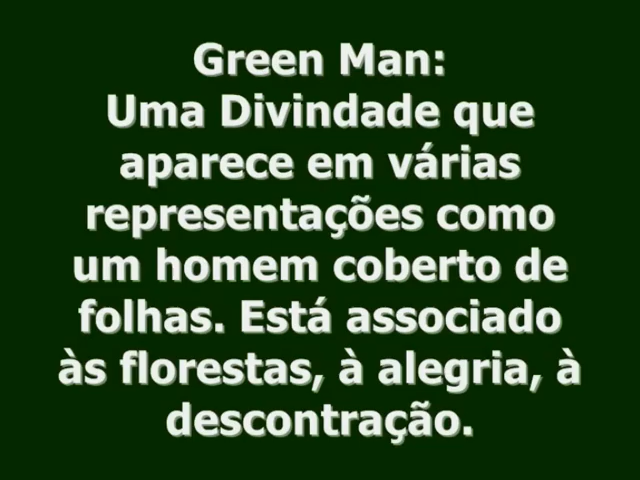 Green Man:
Uma Divindade que
aparece em várias
representações como
um homem coberto de
folhas. Está associado
às florestas, à alegria, à
descontração.